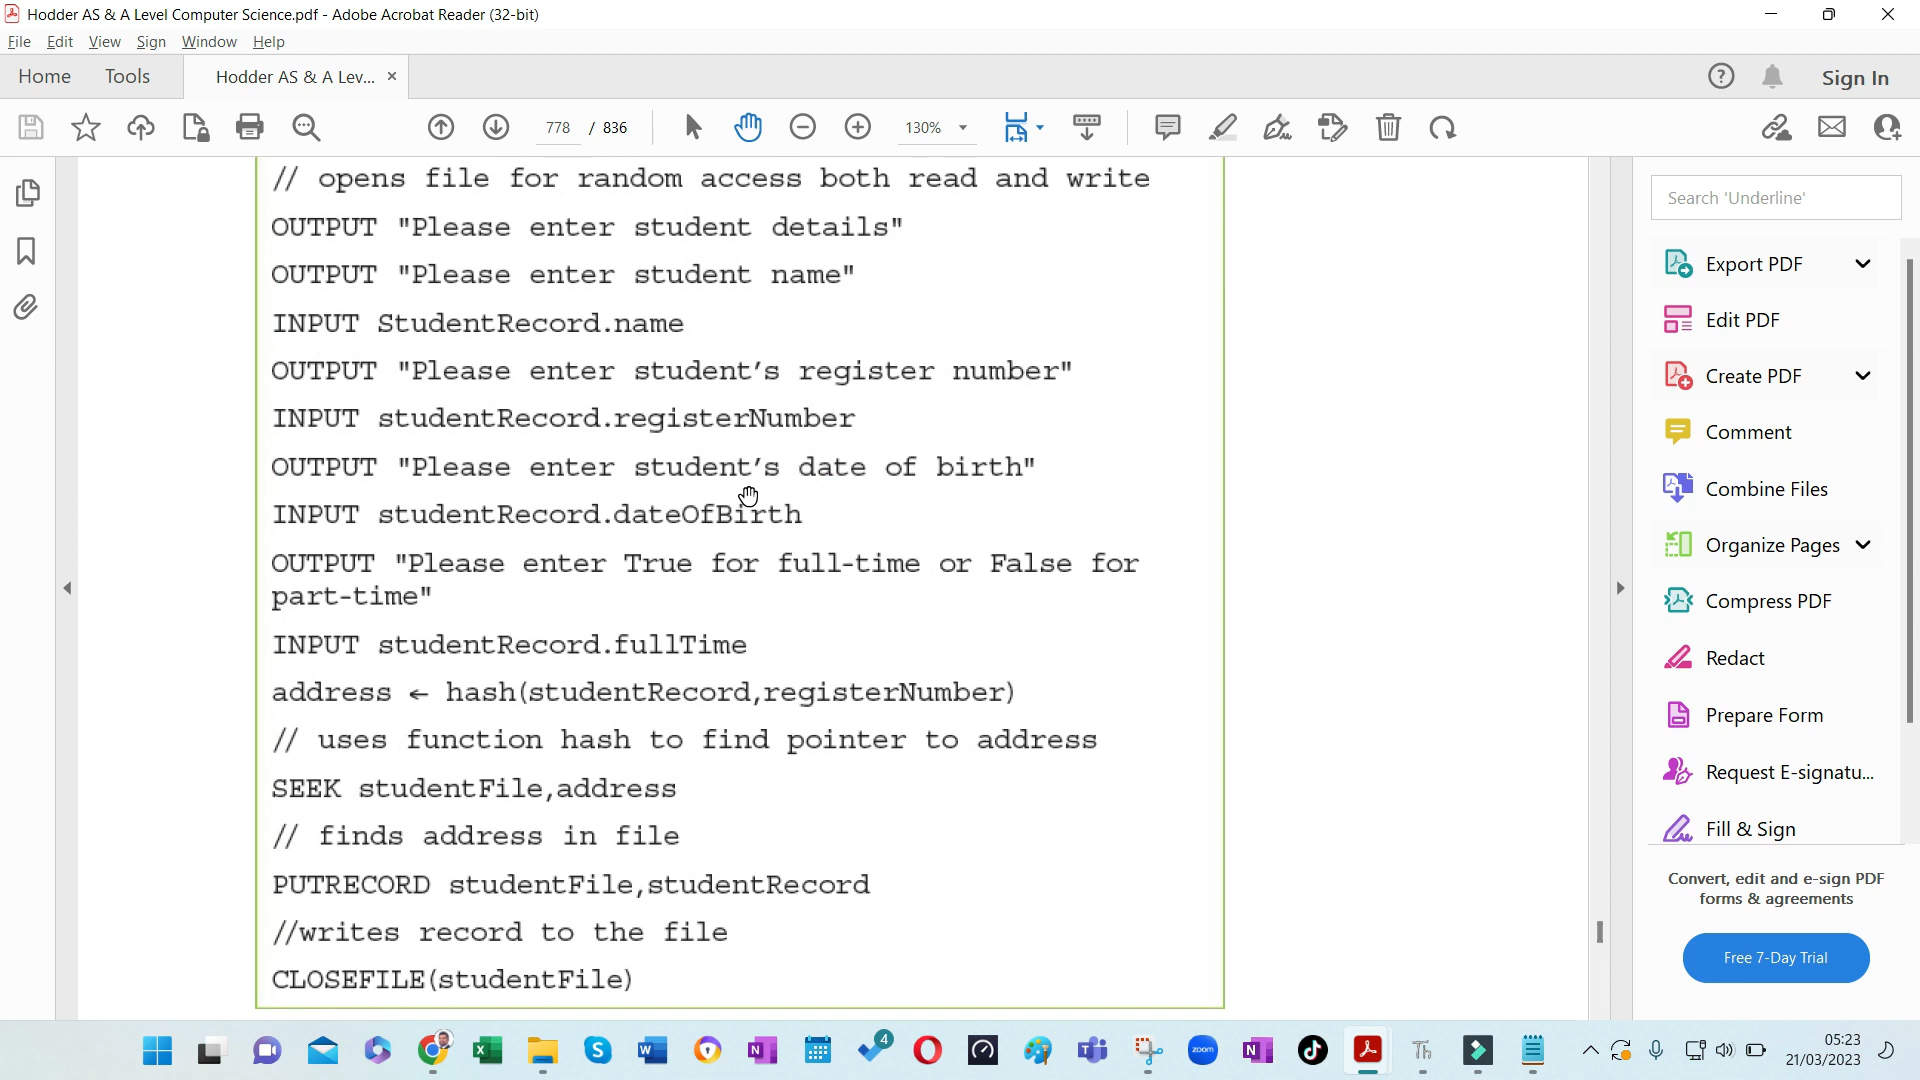 Hodder AS & A Level Computer Science.pdf - Adobe Acrobat Reader (32-bit)
File Edit View Sign Window Help
Home Tools Hodder AS & A Lev... Sign In
778 / 836 130%
// opens file for random access both read and write
OUTPUT "Please enter student details"
OUTPUT "Please enter student name"
INPUT StudentRecord.name
OUTPUT "Please enter student’s register number"
INPUT studentRecord.registerNumber
OUTPUT "Please enter student’s date of birth"
INPUT studentRecord.dateOfBirth
OUTPUT "Please enter True for full-time or False for
part-time"
INPUT studentRecord.fullTime
address ← hash(studentRecord,registerNumber)
// uses function hash to find pointer to address
SEEK studentFile,address
// finds address in file
PUTRECORD studentFile,studentRecord
//writes record to the file
CLOSEFILE(studentFile)
Search 'Underline'
Export PDF
Edit PDF
Create PDF
Comment
Combine Files
Organize Pages
Compress PDF
Redact
Prepare Form
Request E-signatu...
Fill & Sign
Convert, edit and e-sign PDF
forms & agreements
Free 7-Day Trial
4
zoom
05:23
21/03/2023